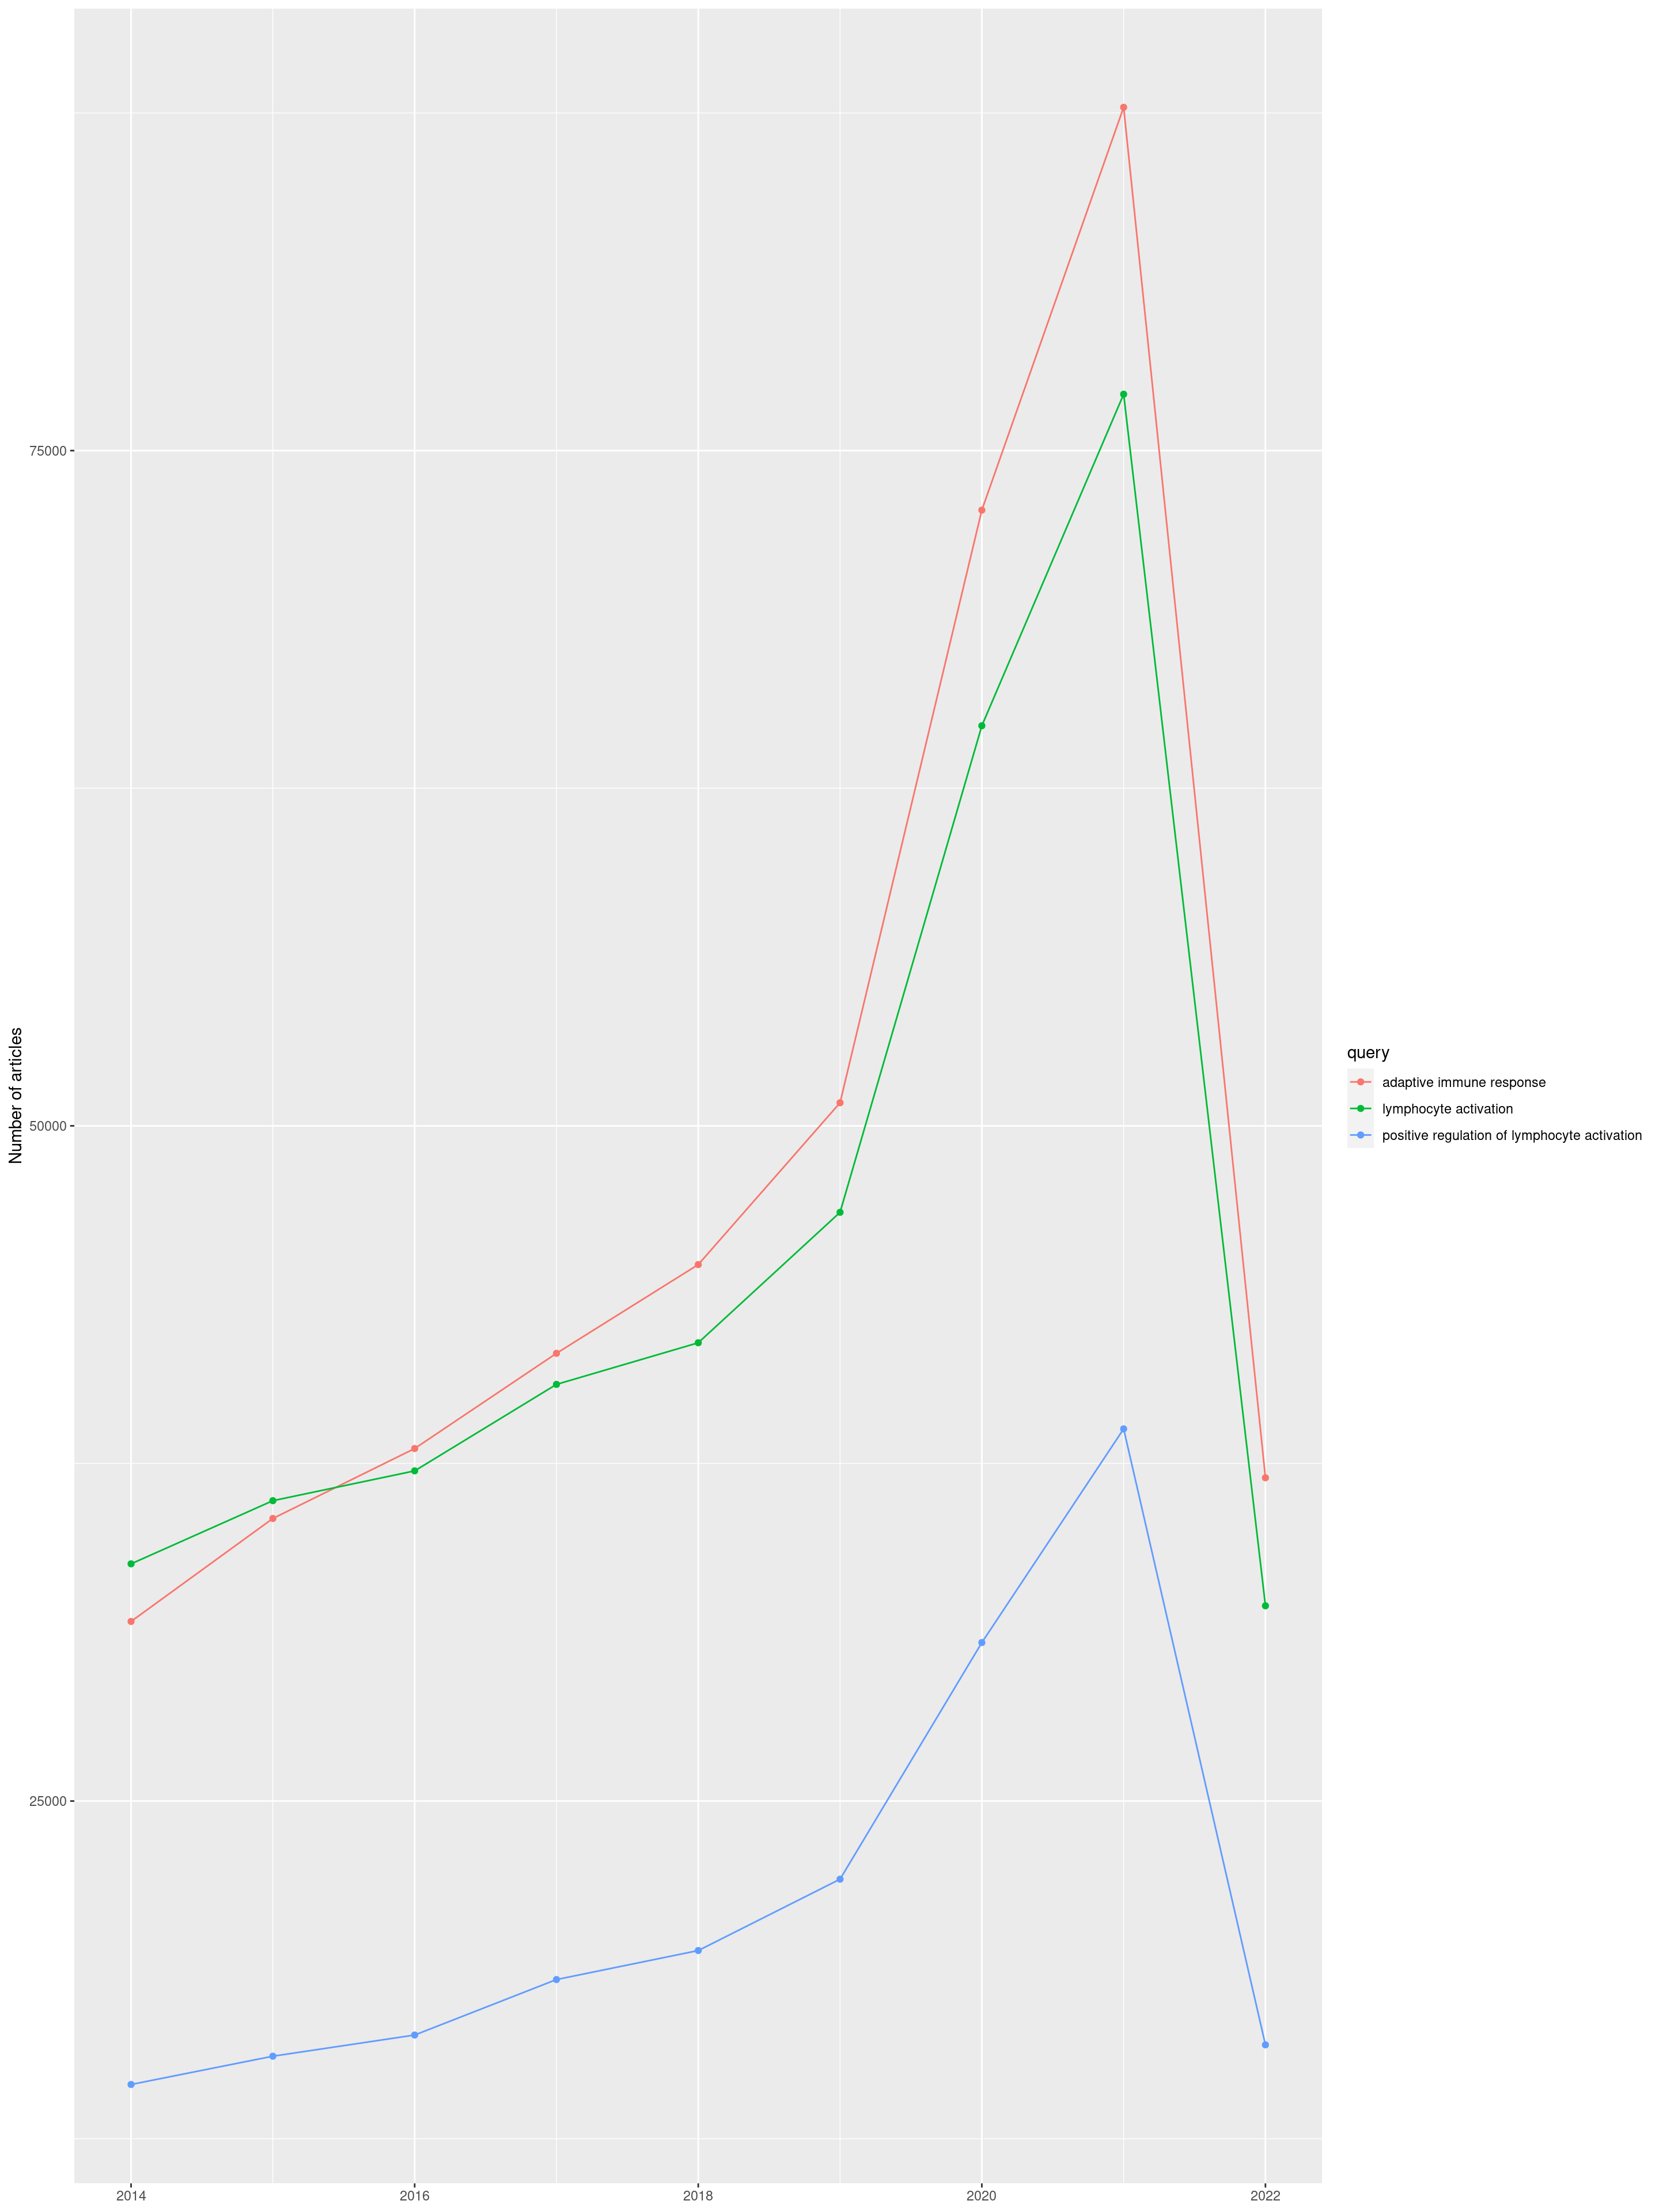 Number of articles
75000
50000
25000
2014
2016
2018
2020
2022
query
adaptive immune response
lymphocyte activation
positive regulation of lymphocyte activation